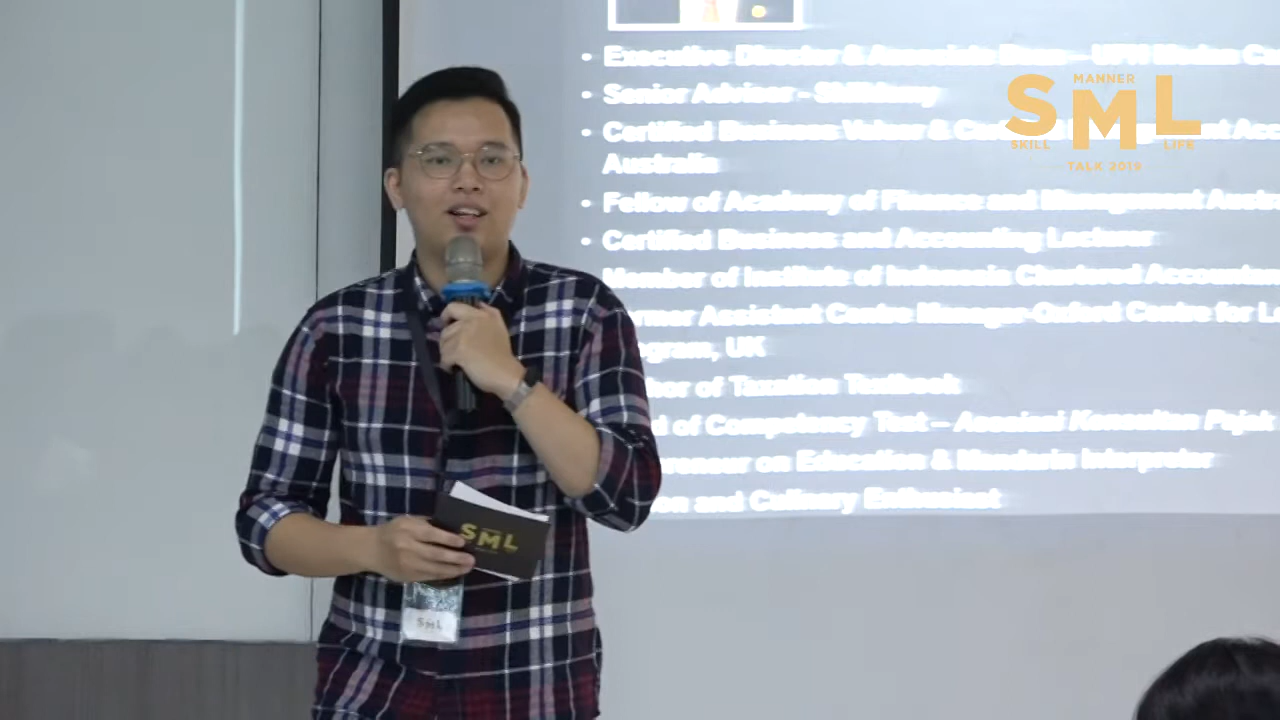 • Executive Director & Associate
• Senior Advisor -
• Certified Business Valuer &
Australia
• Fellow of Academy of Finance and Management
• Certified Business and Accounting Lecturer
Member of Institute of Indonesia Chartered
Assistant Centre Manager-Oxford Centre for
UK
of Taxation Textbook
of Competency Test – Asosiasi Konsultan Pajak
on Education & Mandarin Interpreter
and Culinary Enthusiast
MANNER
SML
SKILL LIFE
TALK 2019
SML
SML